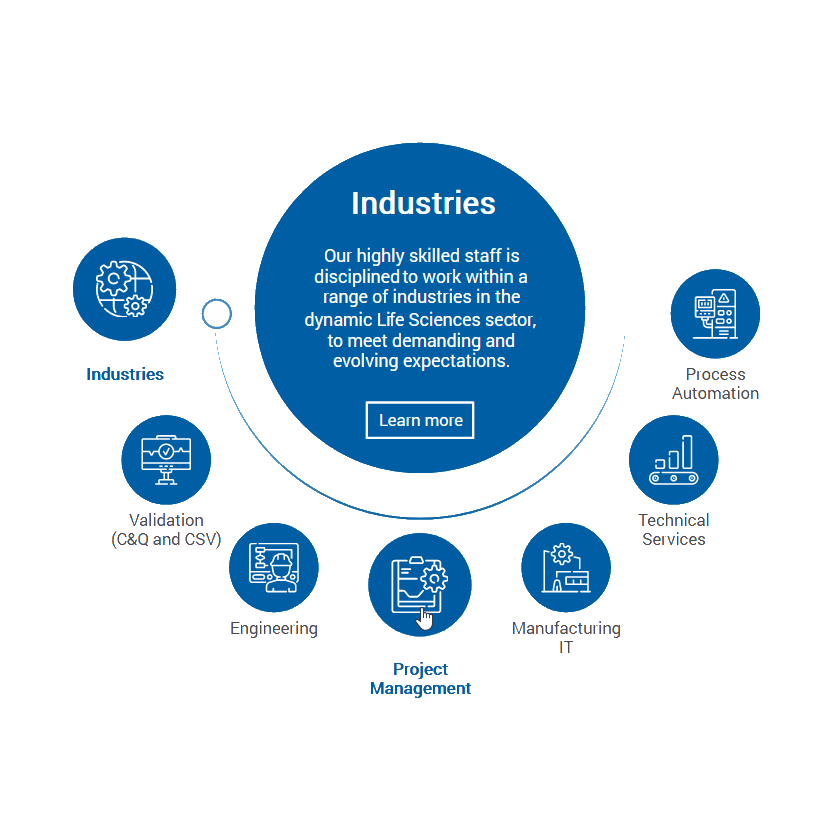 Industries
Our highly skilled staff is
disciplined to work within a
range of industries in the
dynamic Life Sciences sector,
to meet demanding and
evolving expectations.
Learn more
Industries
Validation
(C&Q and CSV)
Engineering
Project
Management
Manufacturing
IT
Technical
Services
Process
Automation